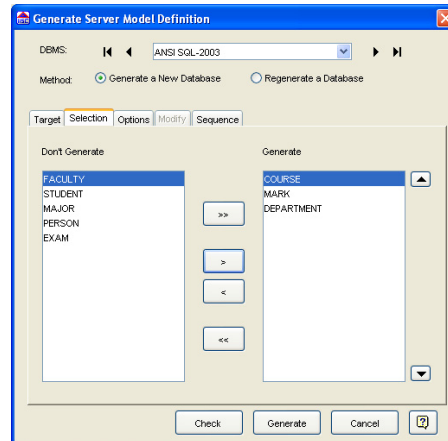 Generate Server Model Definition
DBMS: ANSI SQL-2003
Method: Generate a New Database Regenerate a Database
Target Selection Options Modify Sequence
Don't Generate Generate
FACULTY COURSE
STUDENT MARK
MAJOR DEPARTMENT
PERSON
EXAM
>>
>
<
<<
Check Generate Cancel ?